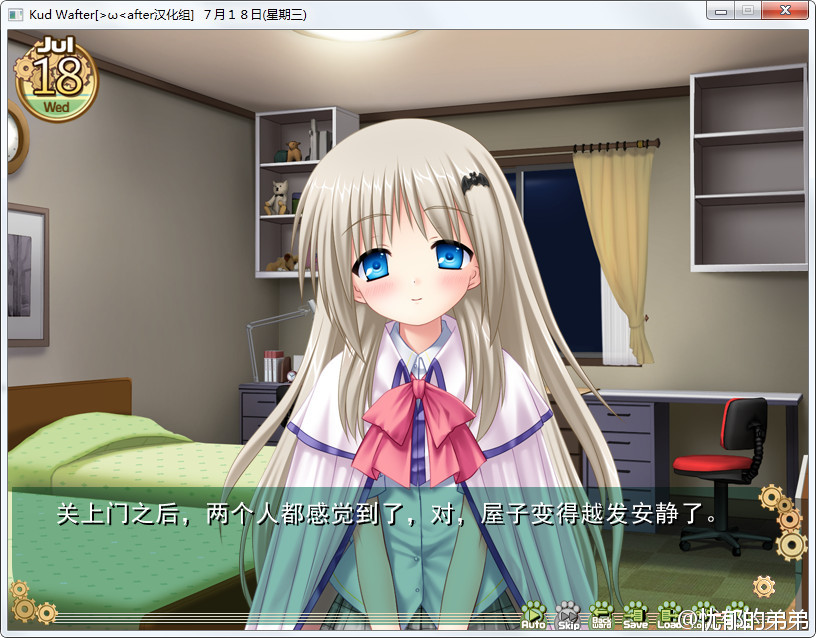 Kud Wafter[>ω<after汉化组] 7月18日(星期三)
Jul
18
Wed
关上门之后，两个人都感觉到了，对，屋子变得越发安静了。
Auto Skip Save Load
@忧郁的弟弟